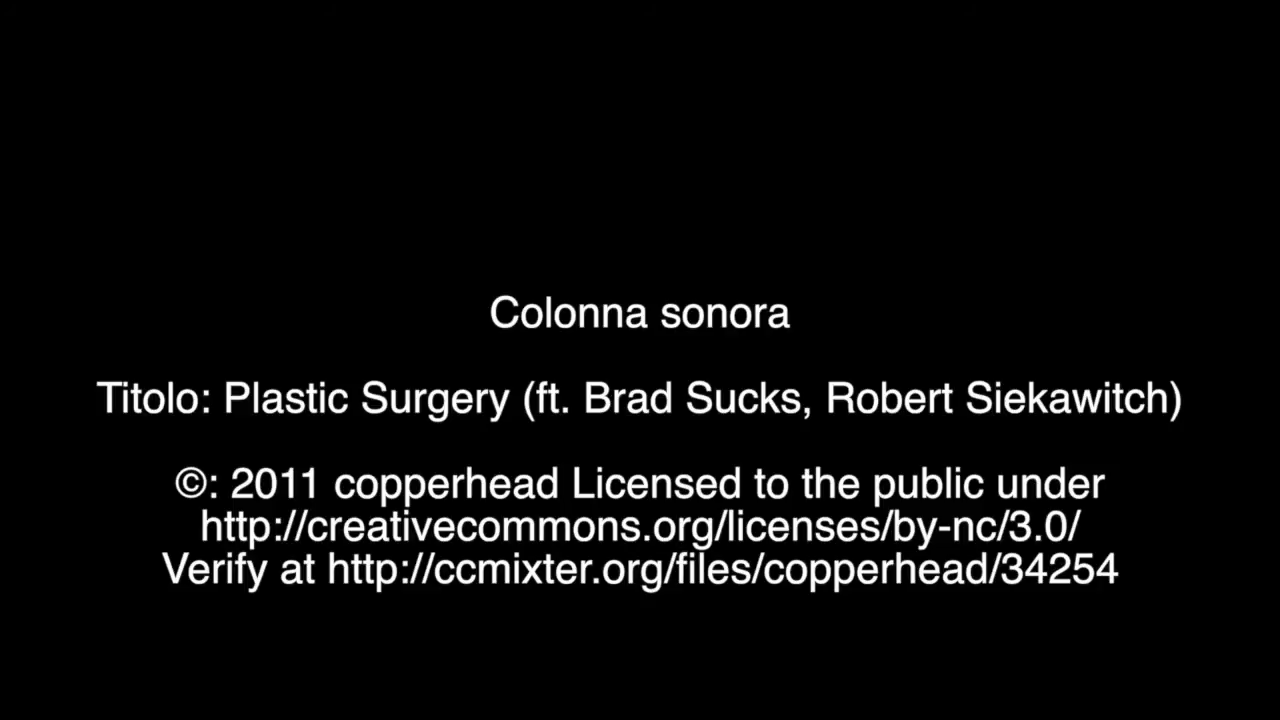 Colonna sonora
Titolo: Plastic Surgery (ft. Brad Sucks, Robert Siekawitch)
©: 2011 copperhead Licensed to the public under
http://creativecommons.org/licenses/by-nc/3.0/
Verify at http://ccmixter.org/files/copperhead/34254